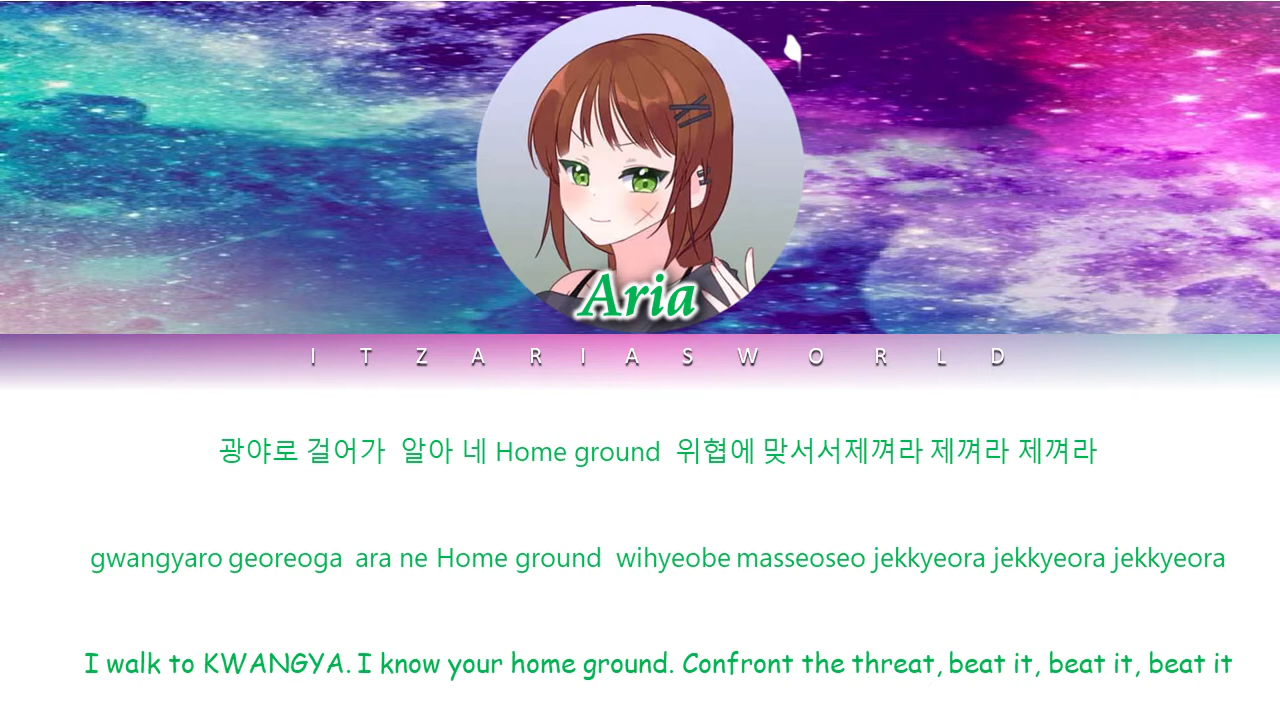 Aria
I T Z A R I A S W O R L D
광야로 걸어가 알아 네 Home ground 위협에 맞서서제껴라 제껴라 제껴라
gwangyaro georeoga ara ne Home ground wihyeobe masseoseo jekkyeora jekkyeora jekkyeora
I walk to KWANGYA. I know your home ground. Confront the threat, beat it, beat it, beat it